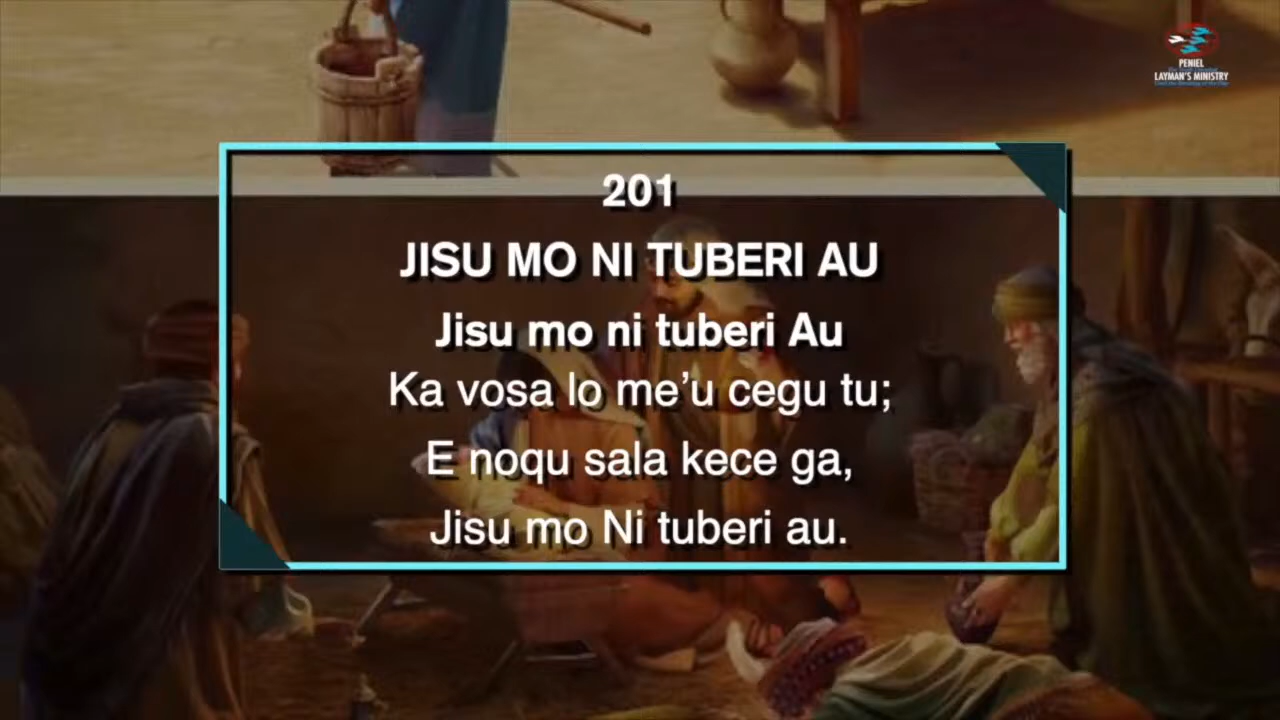 PENIEL
LAYMAN'S MINISTRY
201
JISU MO NI TUBERI AU
Jisu mo ni tuberi Au
Ka vosa lo me'u cegu tu;
E noqu sala kece ga,
Jisu mo Ni tuberi au.